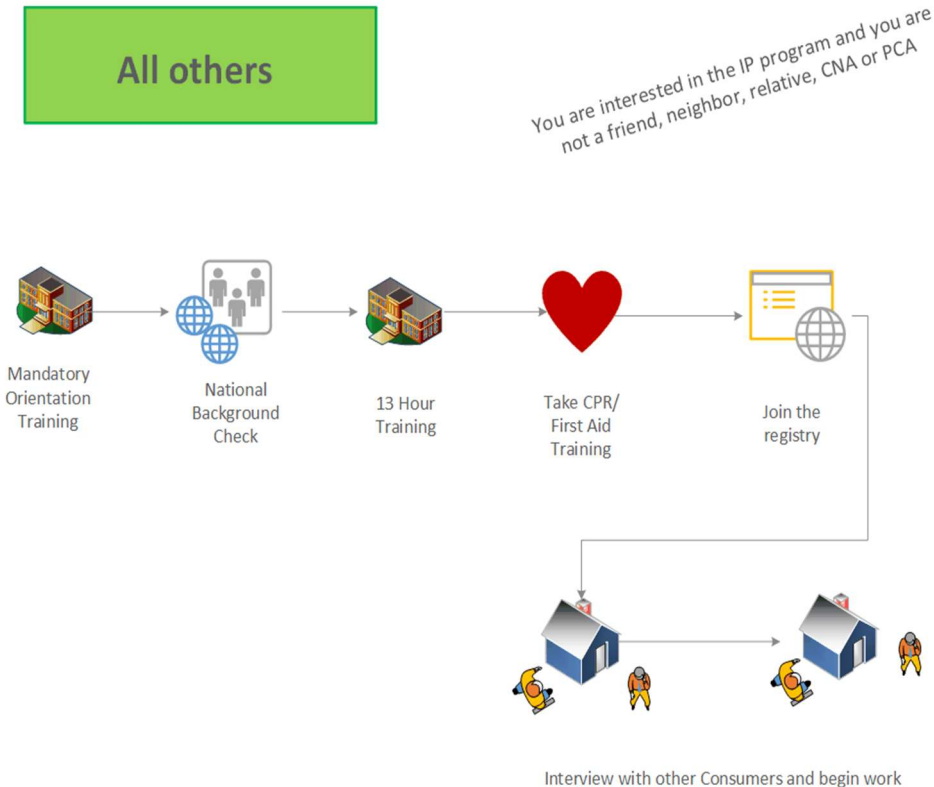 All others
You are interested in the IP program and you are
not a friend, neighbor, relative, CNA or PCA
Mandatory
Orientation
Training
National
Background
Check
13 Hour
Training
Take CPR/
First Aid
Training
Join the
registry
Interview with other Consumers and begin work